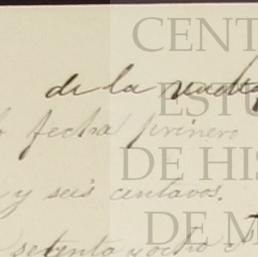 CENT
de la vuelta
ESTU
fecha primero
DE HIS
y seis centavos.
DE M
setenta y ocho